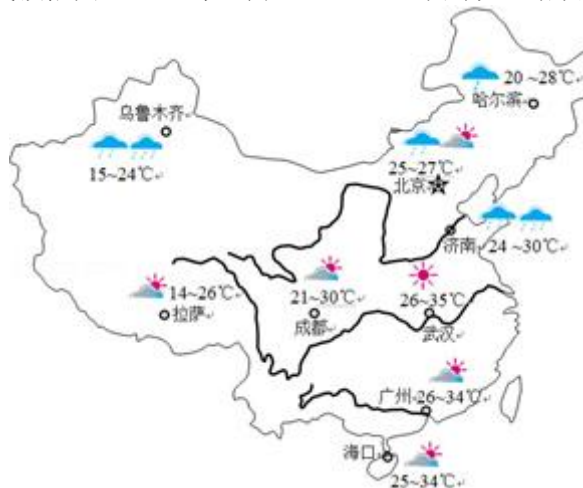 20 ~28℃
哈尔滨
乌鲁木齐
15~24℃
25~27℃
北京
济南 24 ~30℃
14~26℃
拉萨
21~30℃
成都
26~35℃
武汉
广州 26~34℃
海口
25~34℃